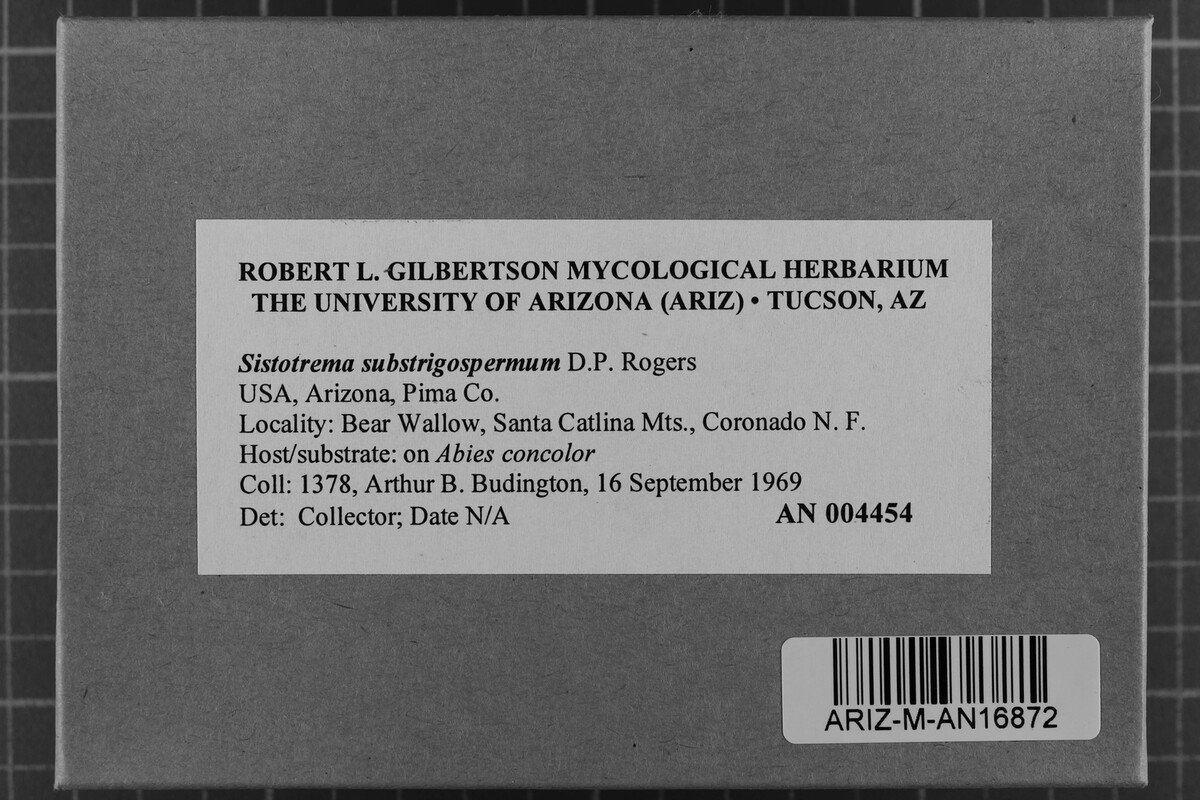 ROBERT L. GILBERTSON MYCOLOGICAL HERBARIUM
THE UNIVERSITY OF ARIZONA (ARIZ) • TUCSON, AZ
Sistotrema substrigospermum D.P. Rogers
USA, Arizona, Pima Co.
Locality: Bear Wallow, Santa Catlina Mts., Coronado N. F.
Host/substrate: on Abies concolor
Coll: 1378, Arthur B. Budington, 16 September 1969
Det: Collector; Date N/A AN 004454
ARIZ-M-AN16872